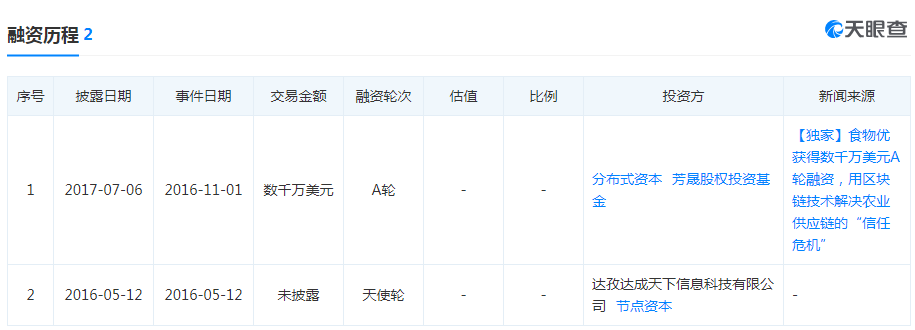 融资历程 2
天眼查
序号 披露日期 事件日期 交易金额 融资轮次 估值 比例 投资方 新闻来源
【独家】食物优
获得数千万美元A
轮融资，用区块
1 2017-07-06 2016-11-01 数千万美元 A轮 - - 分布式资本 芳晟股权投资基
金
链技术解决农业
供应链的“信任
危机”
达孜达成天下信息科技有限公
2 2016-05-12 2016-05-12 未披露 天使轮 - - -
司 节点资本